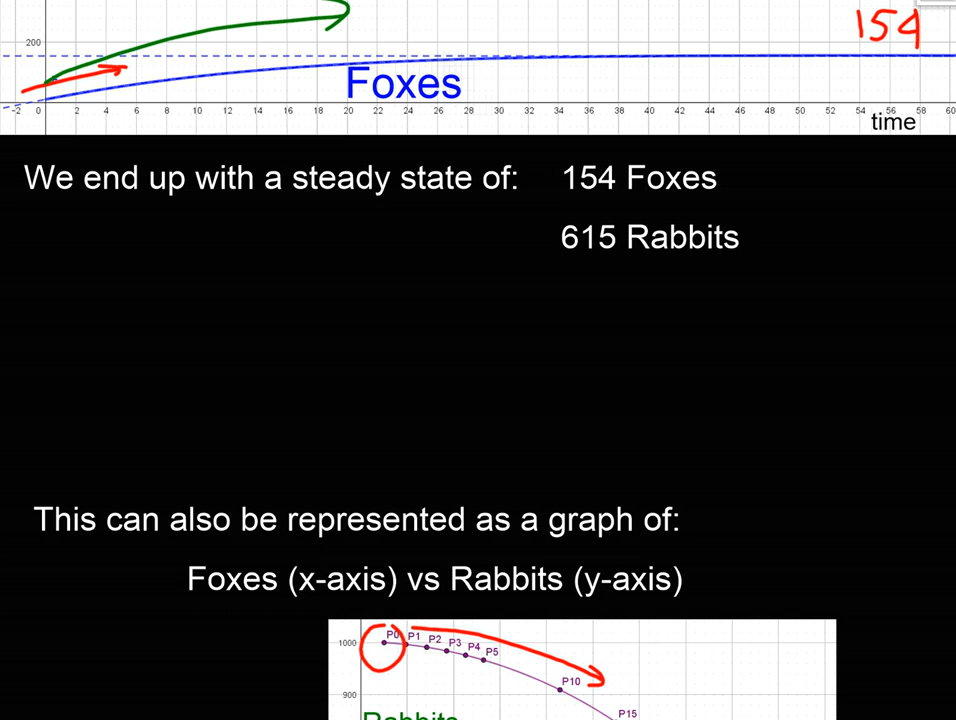 154
200
Foxes
-2 0 2 4 6 8 10 12 14 16 18 20 22 24 26 28 30 32 34 36 38 40 42 44 46 48 50 52 54 56 58 60
time
We end up with a steady state of: 154 Foxes
615 Rabbits
This can also be represented as a graph of:
Foxes (x-axis) vs Rabbits (y-axis)
1000 P0 P1 P2 P3 P4 P5
P10
900
P15
Rabbits